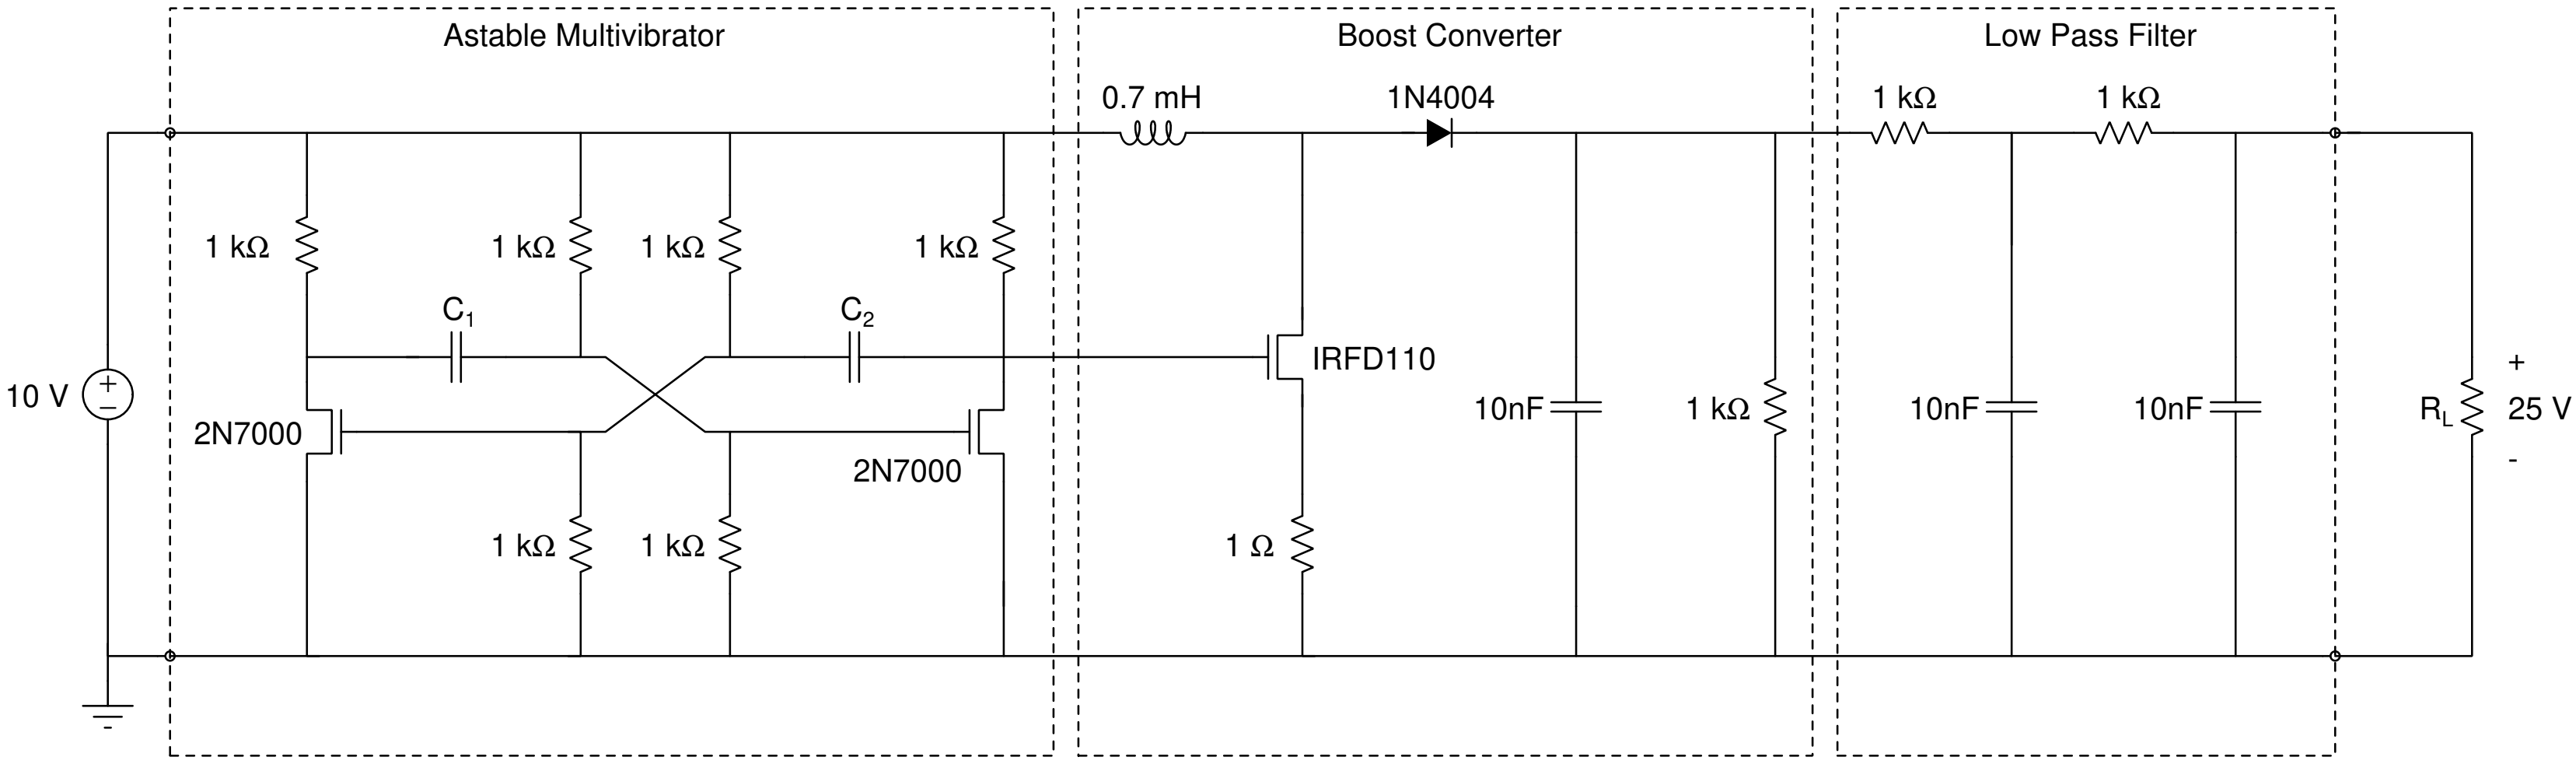 Astable Multivibrator
Boost Converter
Low Pass Filter
0.7 mH
1N4004
1 kΩ
1 kΩ
1 kΩ
1 kΩ
1 kΩ
1 kΩ
C1
C2
10 V
+
−
2N7000
2N7000
IRFD110
10nF
1 kΩ
10nF
10nF
RL
+
25 V
-
1 kΩ
1 kΩ
1 Ω